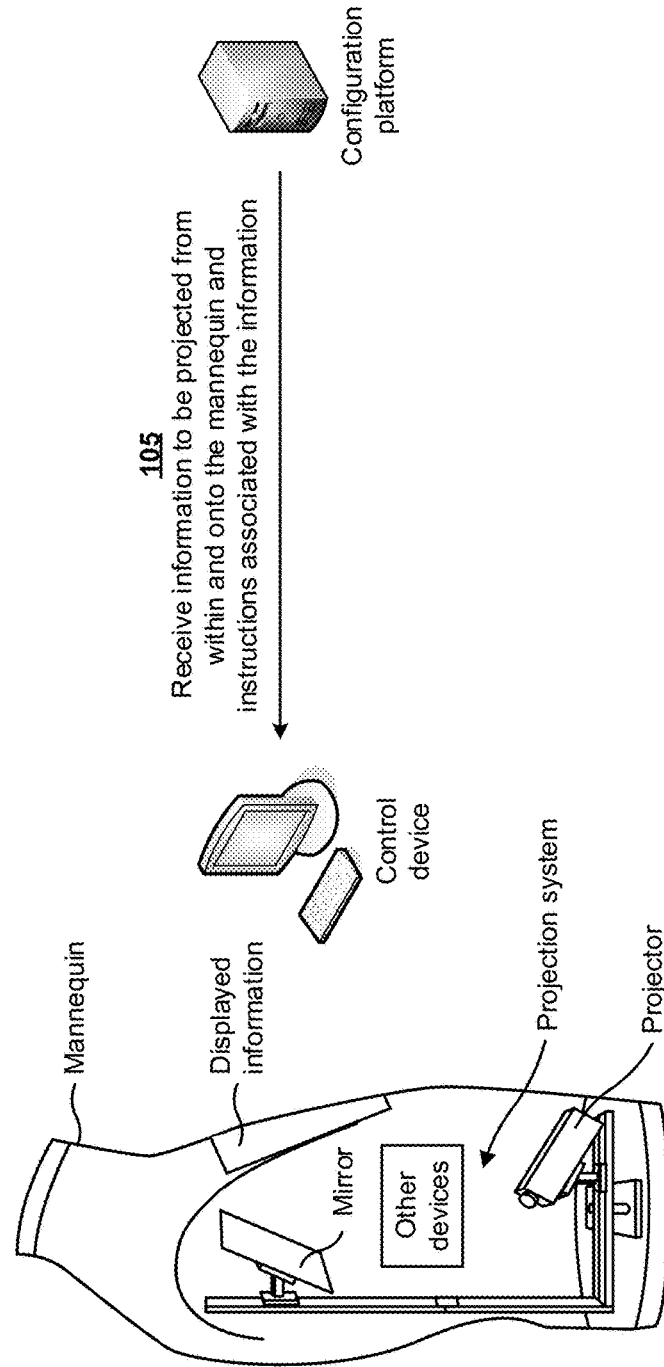 105
Receive information to be projected from
within and onto the mannequin and
instructions associated with the information
Configuration
platform
Control
device
Mannequin
Displayed
information
Mirror
Other
devices
Projection system
Projector